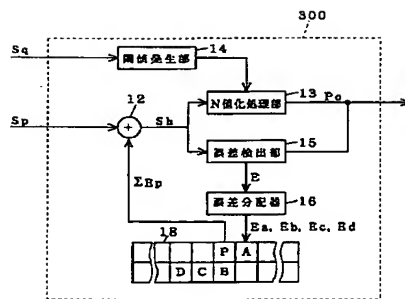 300
Sq
閾値発生部
14
12
N値化処理部
13
Po
Sp
+
Sh
誤差検出部
15
E
ΣEp
誤差分配器
16
18
Ea, Eb, Ec, Ed
P A
D C B